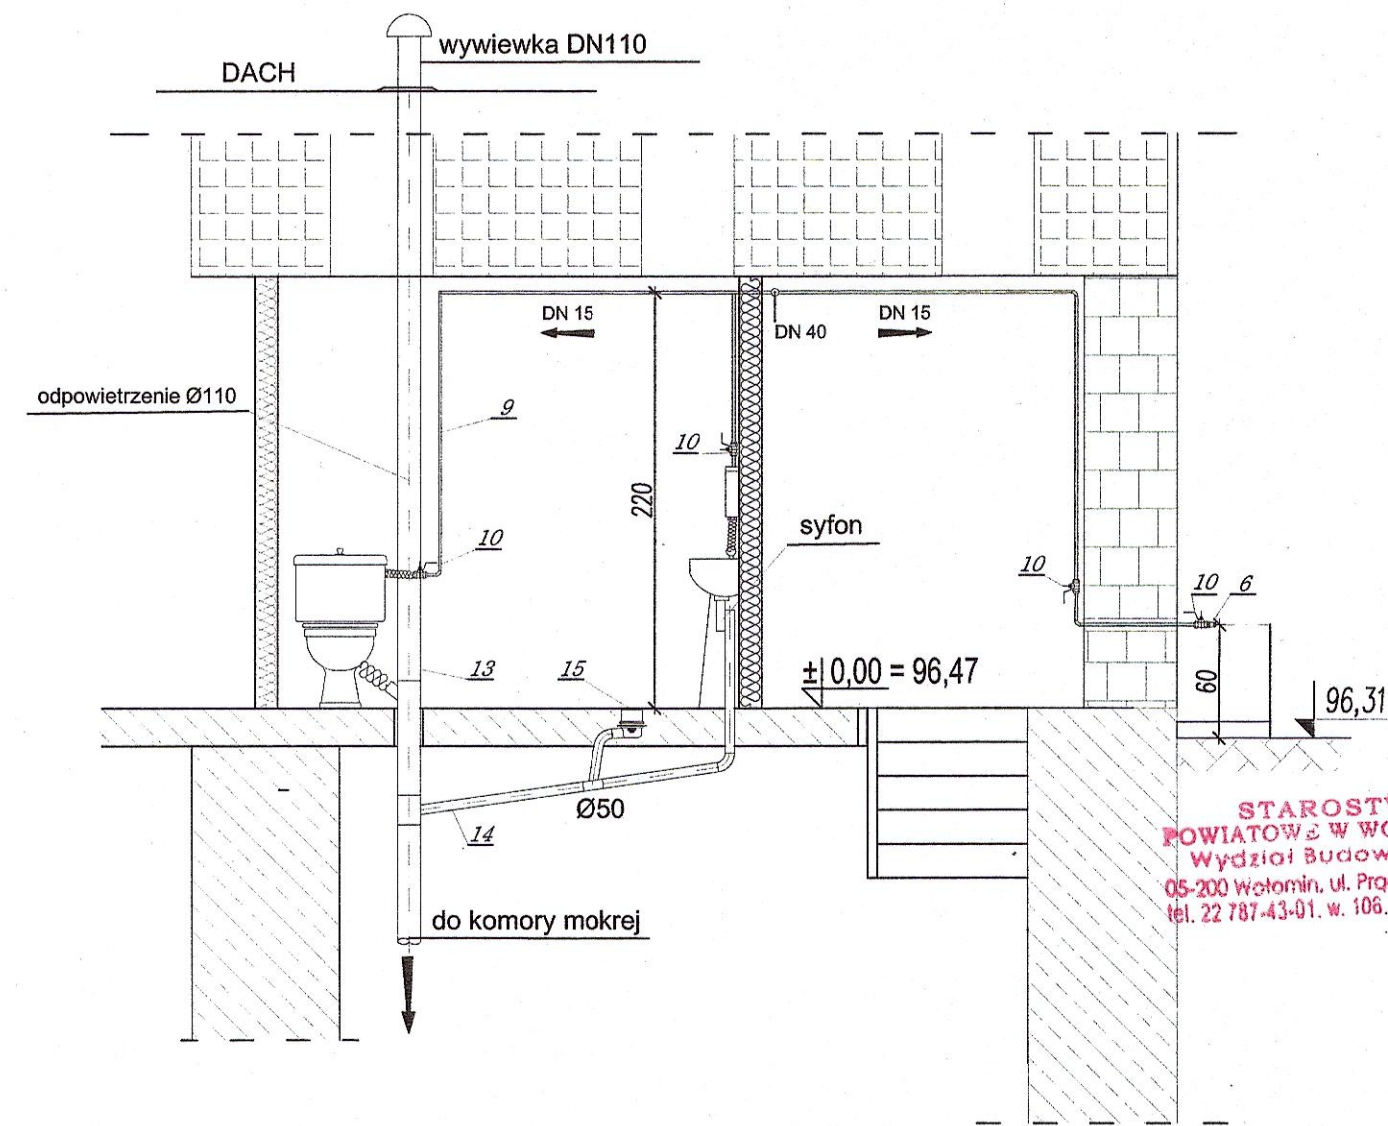 wywiewka DN110
DACH
DN 15
DN 40
DN 15
odpowietrzenie Ø110
9
10
220
syfon
10
10
10 6
13
15
± 0,00 = 96,47
60
96,31
Ø50
14
do komory mokrej
STAROST
POWIATOWE W WO
Wydział Budow
05-200 Wołomin, ul. Prą
tel. 22 787-43-01. w. 106.